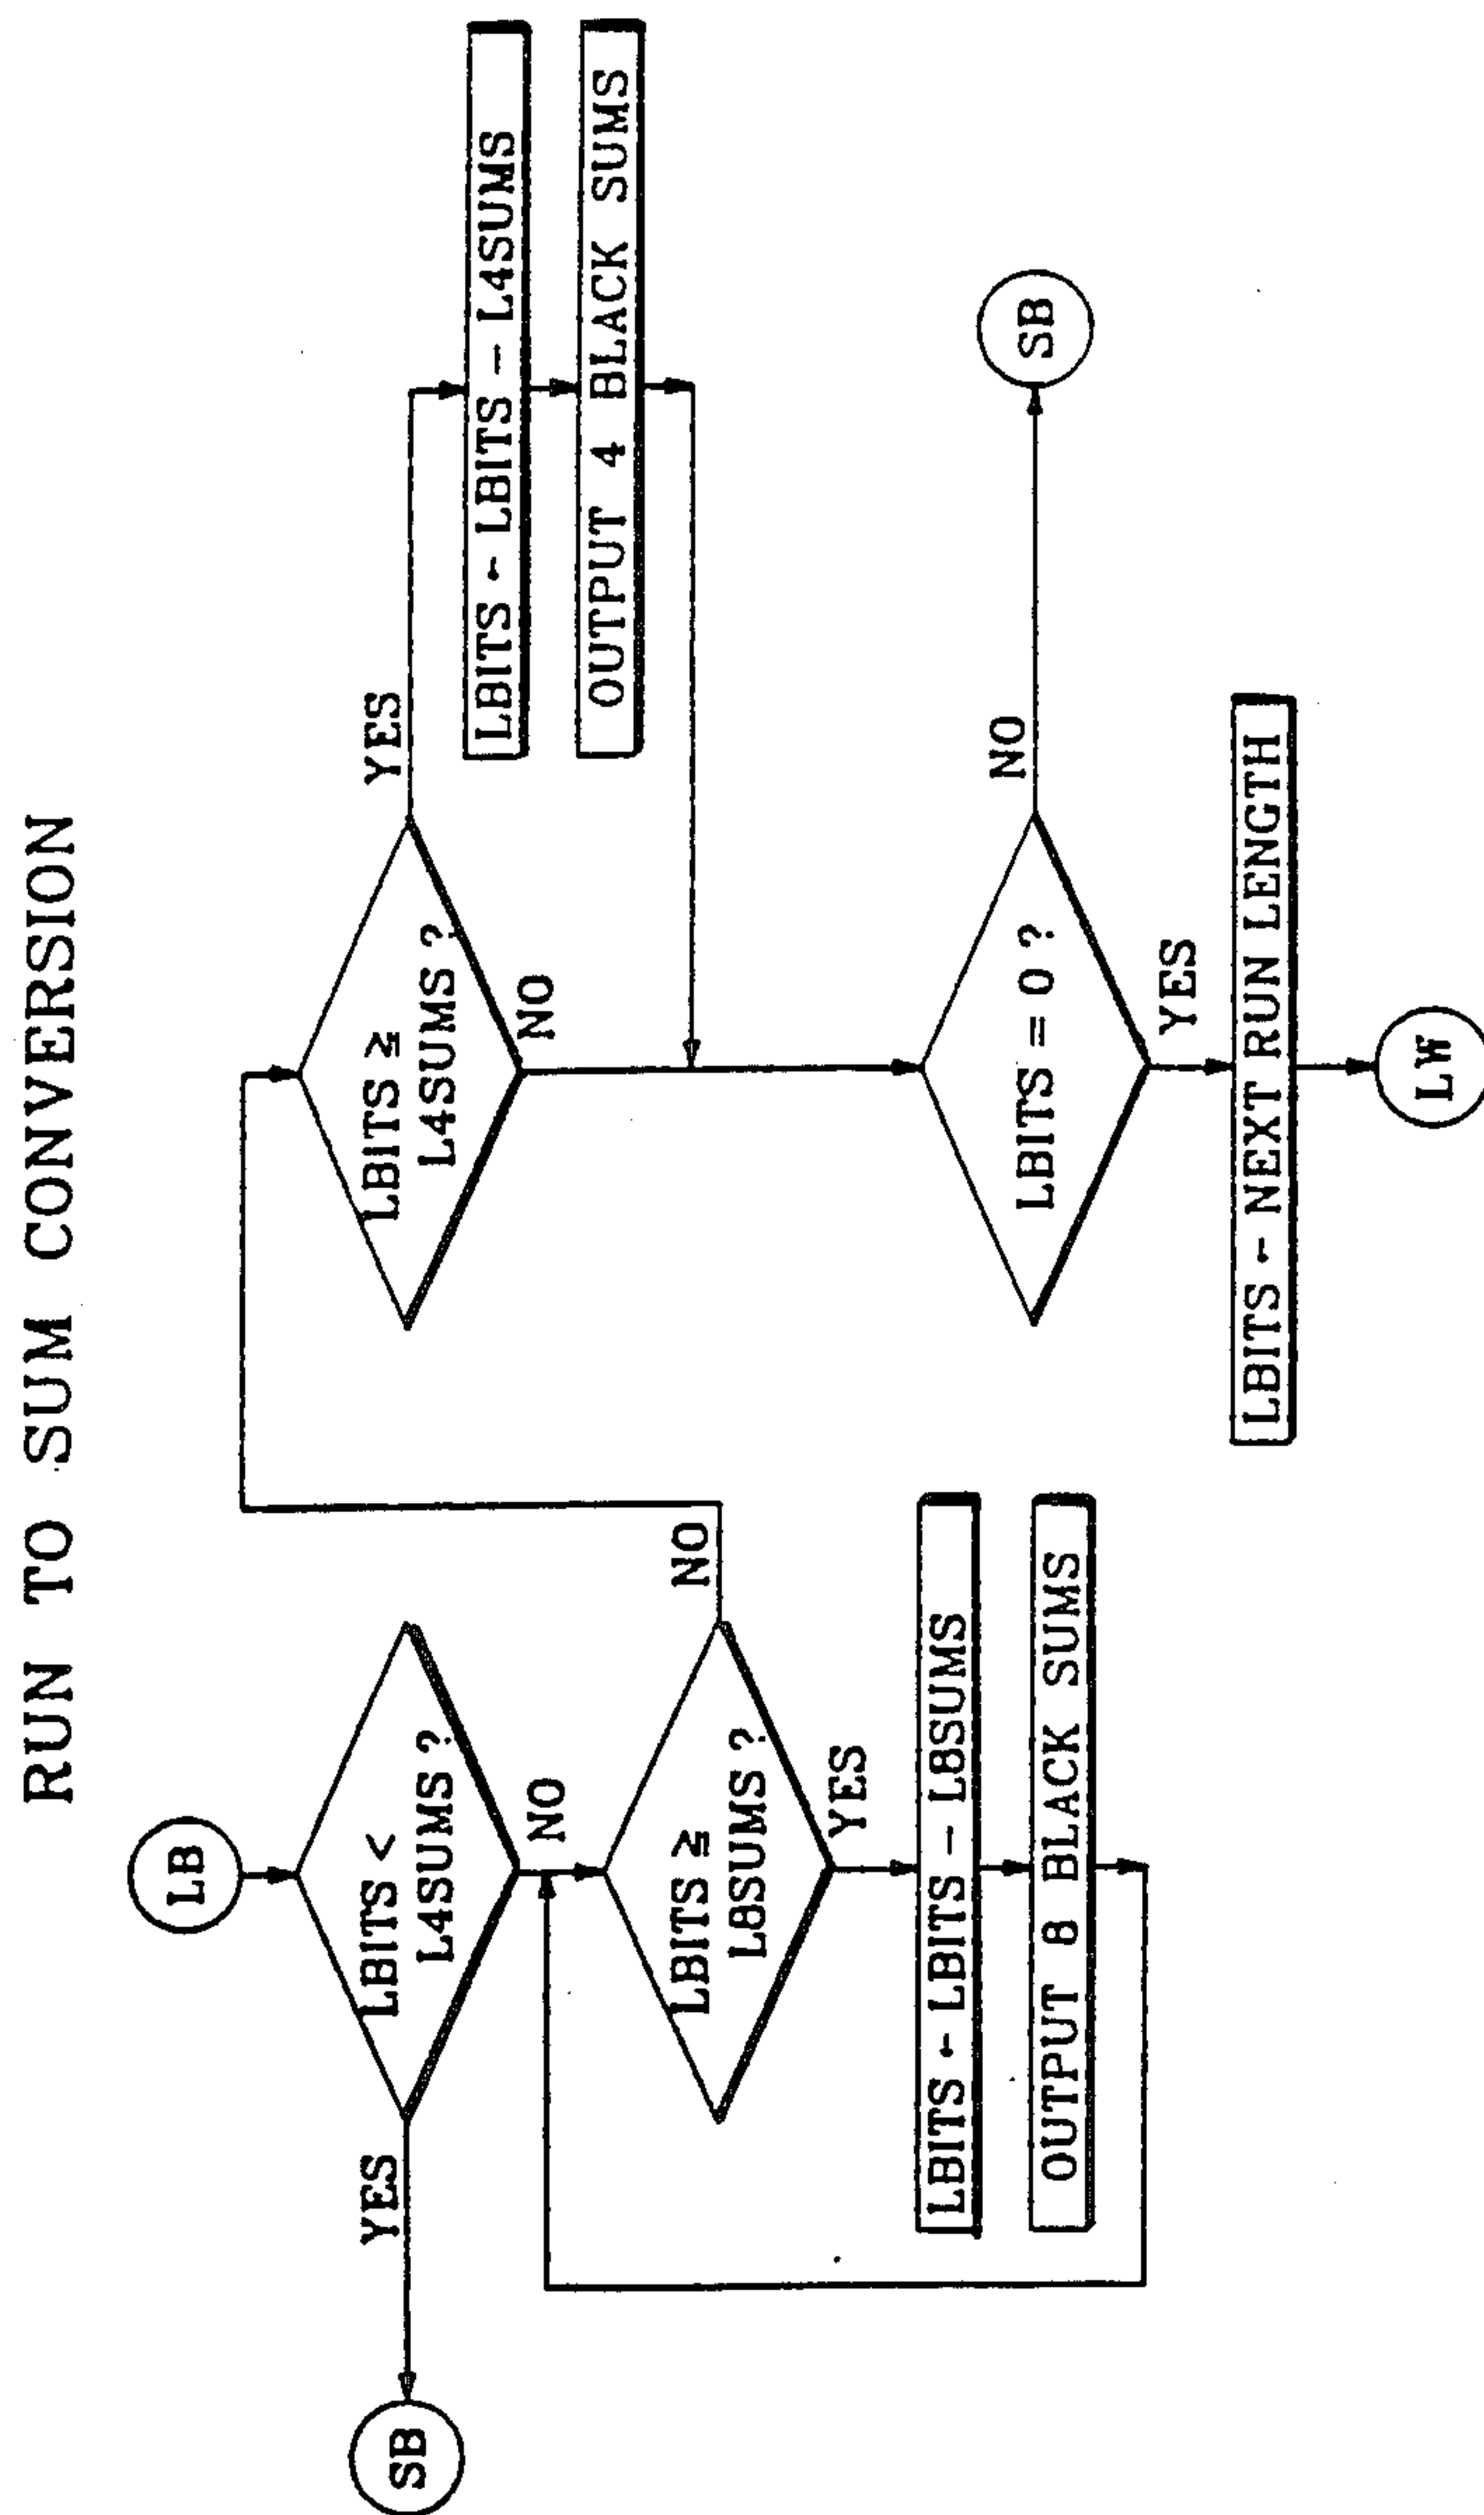 RUN TO SUM CONVERSION
LB
LBITS <
L4SUMS?
YES
SB
NO
LBITS ≥
L8SUMS?
NO
YES
LBITS ← LBITS − L8SUMS
OUTPUT 8 BLACK SUMS
LBITS ≥
L4SUMS?
YES
LBITS ← LBITS − L4SUMS
OUTPUT 4 BLACK SUMS
NO
LBITS = 0?
NO
SB
YES
LBITS ← NEXT RUN LENGTH
LW